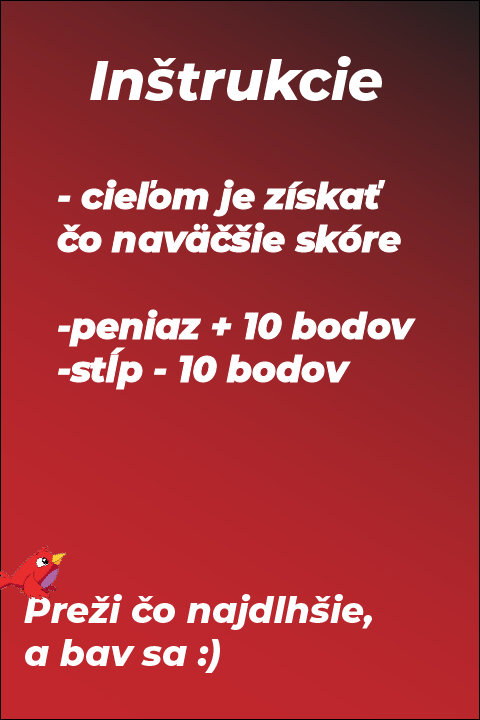 Inštrukcie
- cieľom je získať
čo naväčšie skóre
-peniaz + 10 bodov
-stĺp - 10 bodov
Preži čo najdlhšie,
a bav sa :)